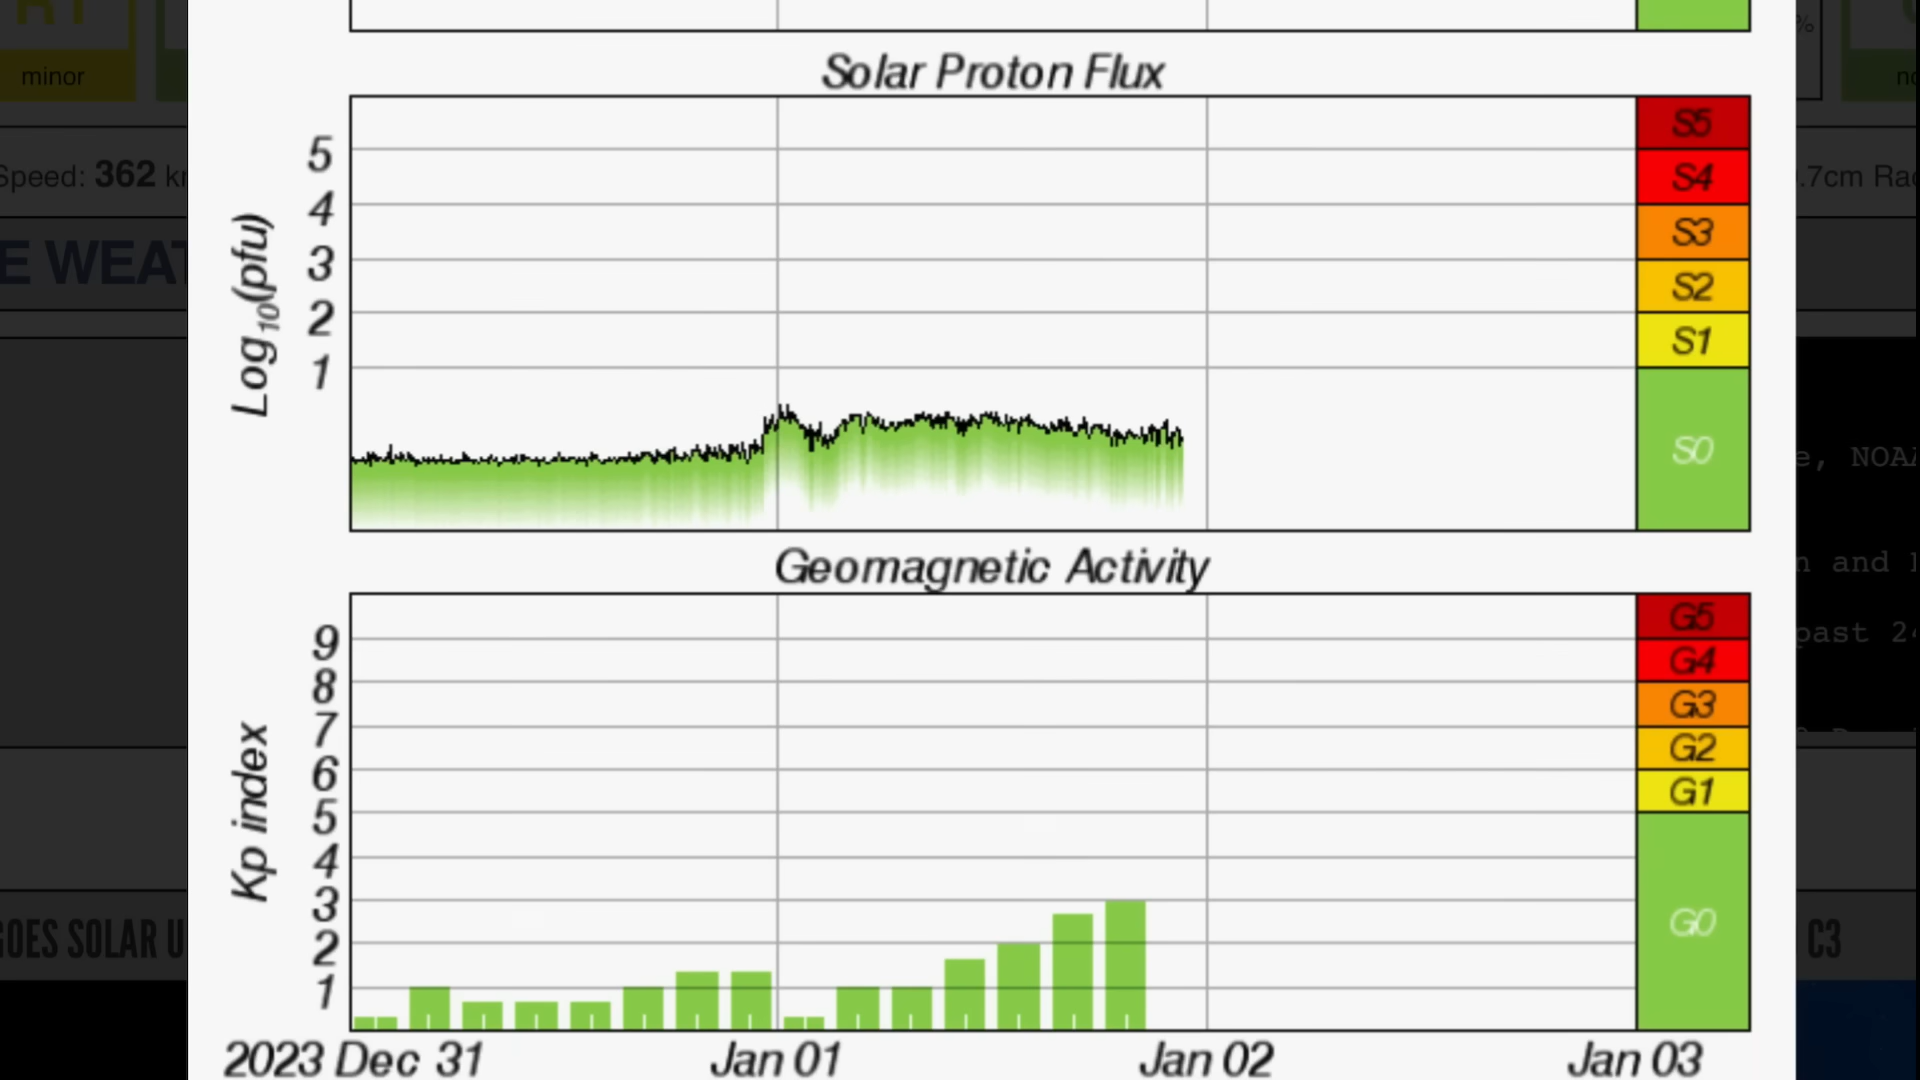 minor
Speed: 362
E WEAT
GOES SOLAR U
Solar Proton Flux
Log10(pfu)
5
4
3
2
1
S5
S4
S3
S2
S1
S0
Geomagnetic Activity
Kp index
9
8
7
6
5
4
3
2
1
G5
G4
G3
G2
G1
G0
2023 Dec 31
Jan 01
Jan 02
Jan 03
%
.7cm
e, NOAA
n and
past 24
C3